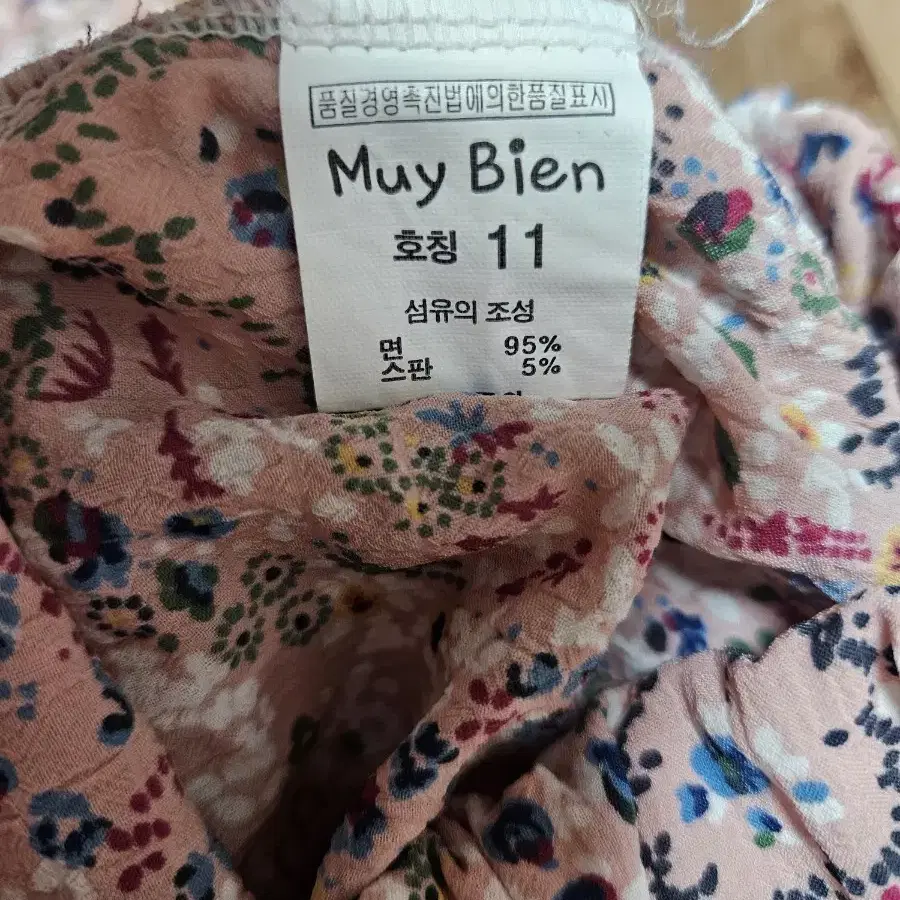 품질경영촉진법에의한품질표시
Muy Bien
호칭 11
섬유의 조성
면 95%
스판 5%